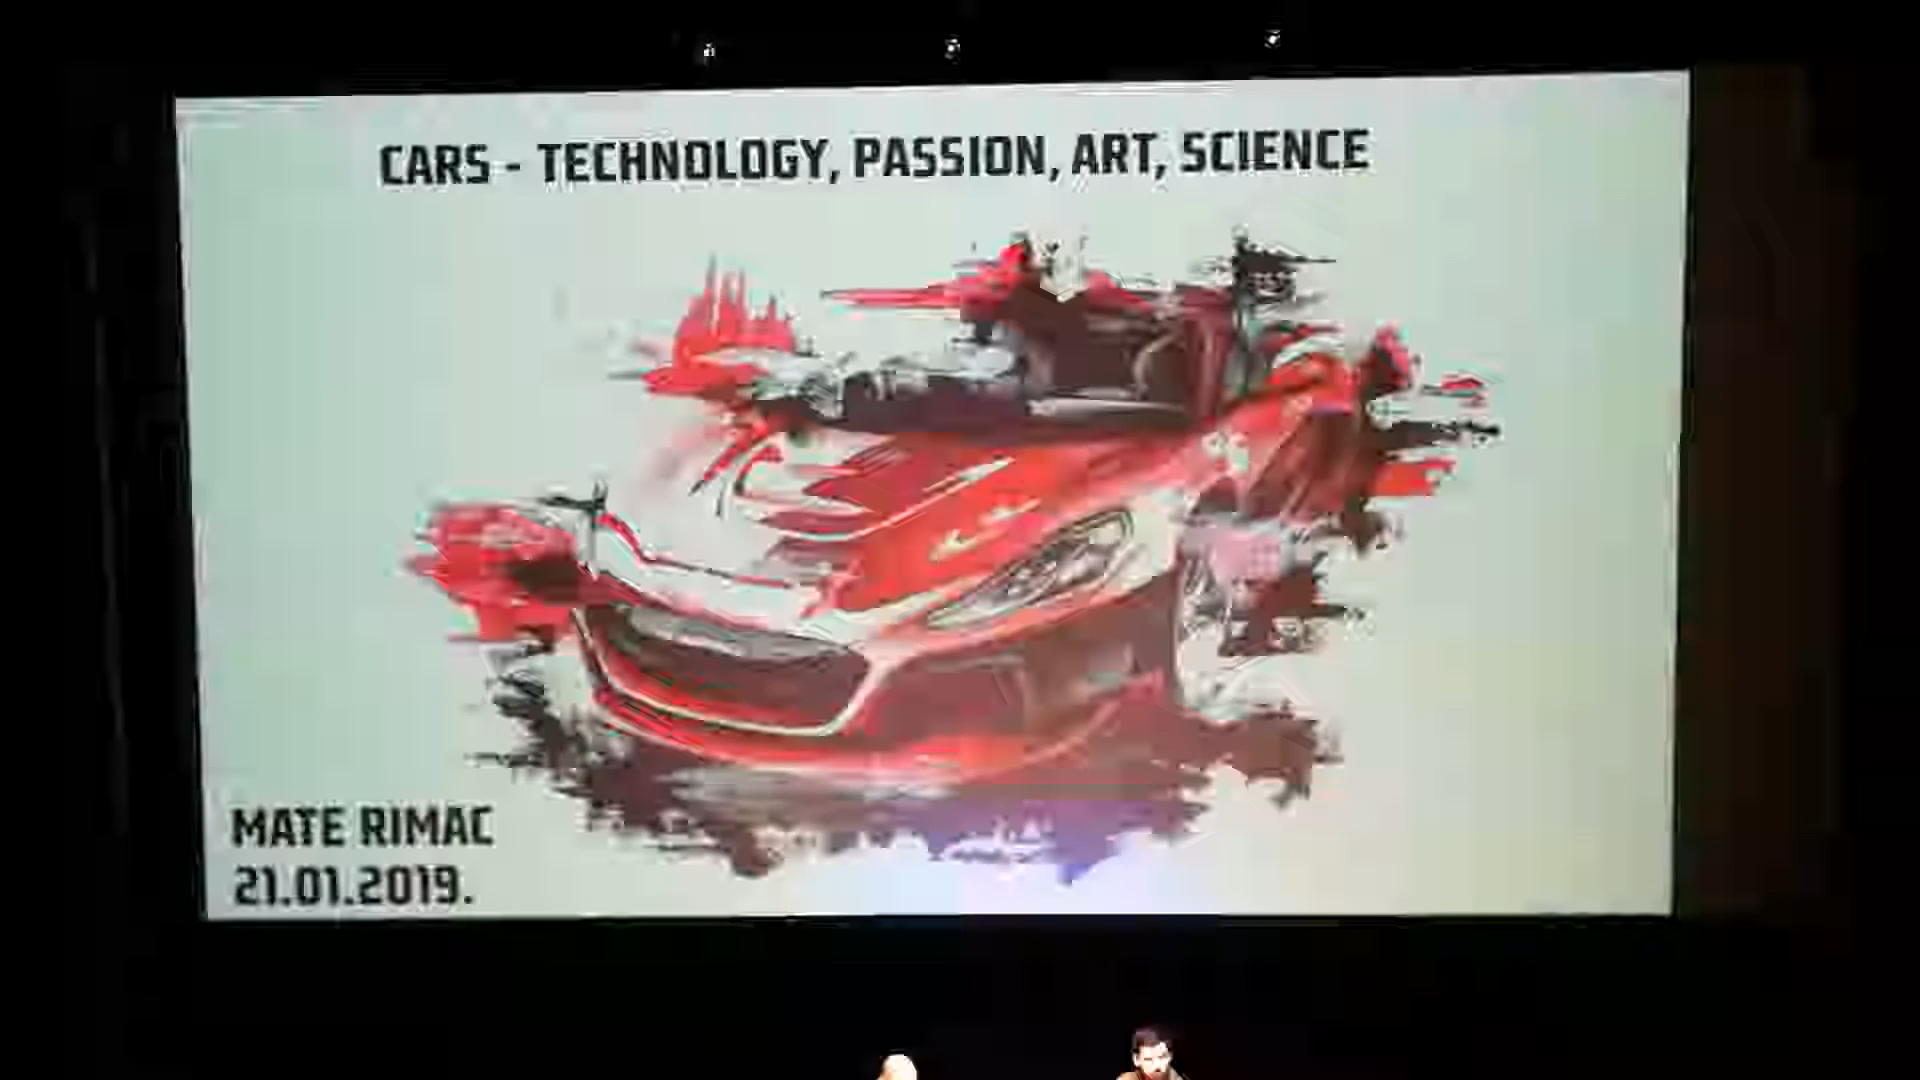 CARS - TECHNOLOGY, PASSION, ART, SCIENCE
MATE RIMAC
21.01.2019.